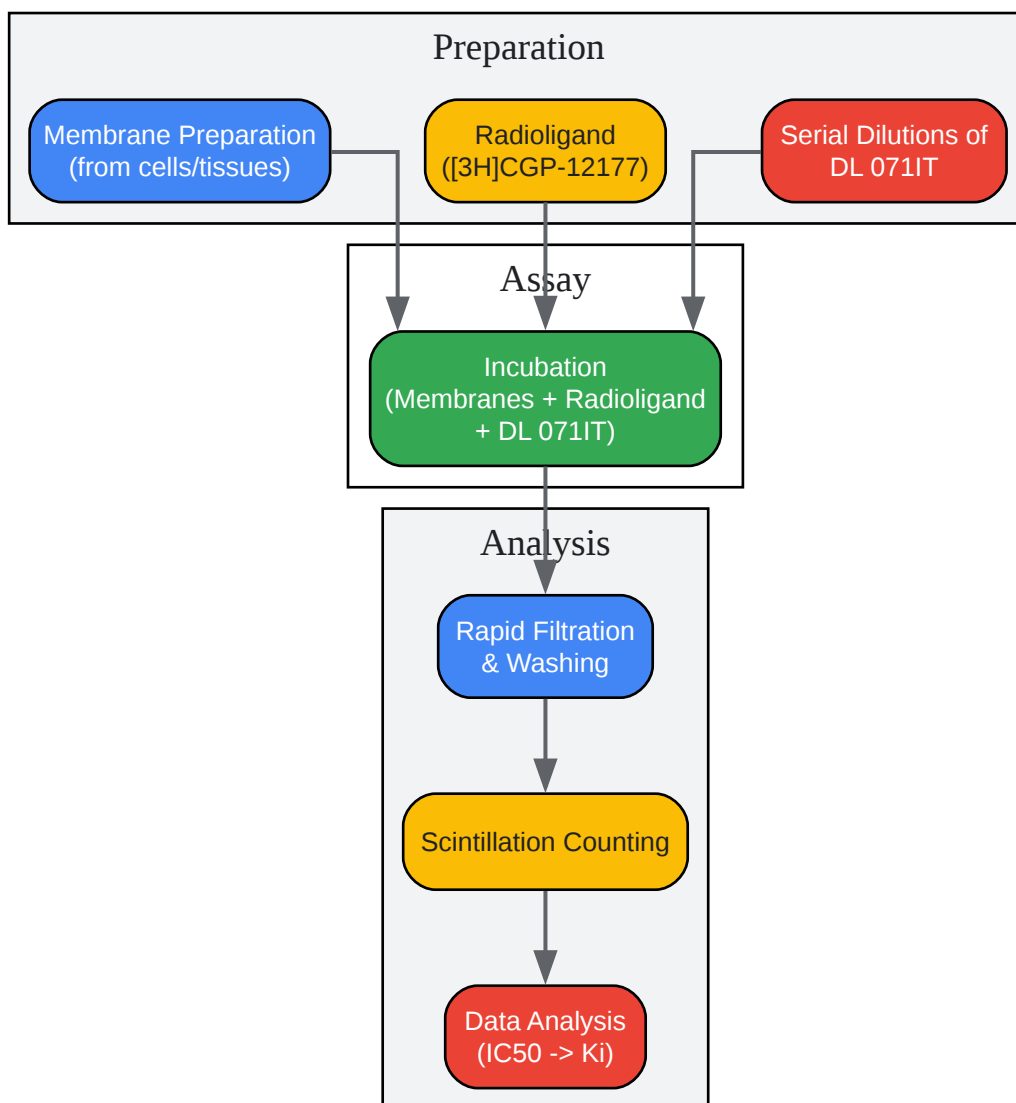 Preparation
Membrane Preparation
(from cells/tissues)
Radioligand
([3H]CGP-12177)
Serial Dilutions of
DL 071IT
Assay
Incubation
(Membranes + Radioligand
+ DL 071IT)
Analysis
Rapid Filtration
& Washing
Scintillation Counting
Data Analysis
(IC50 -> Ki)